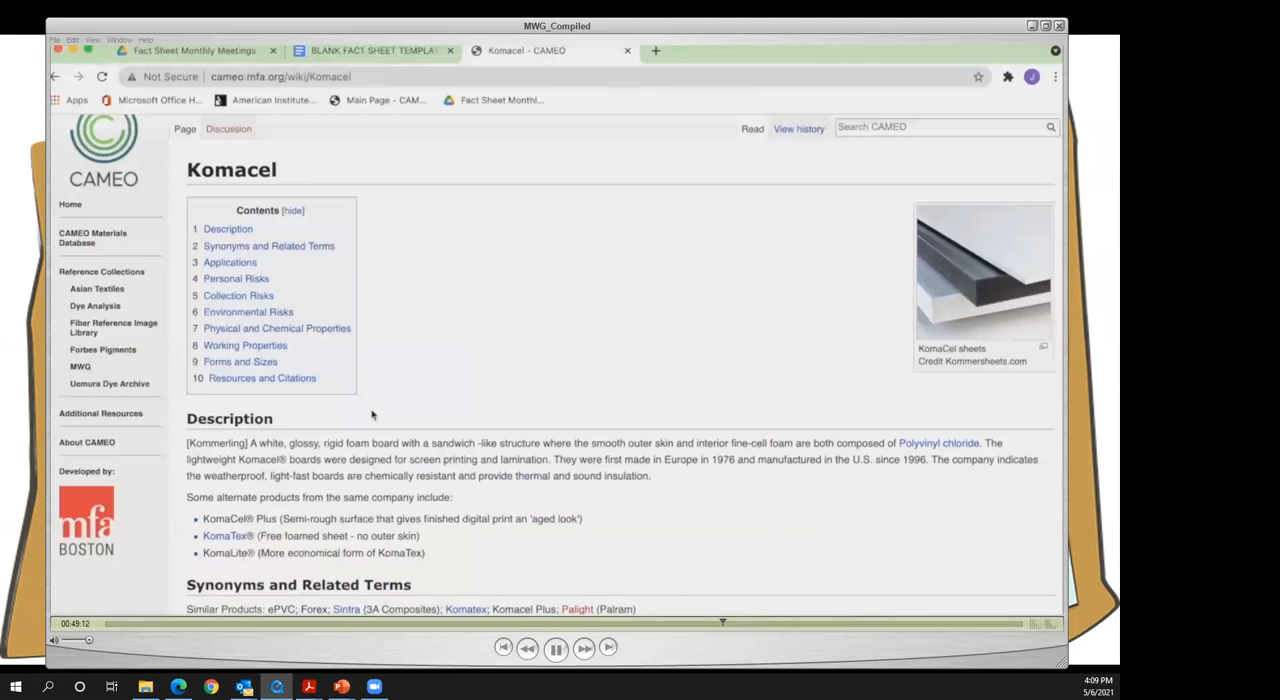 MWG_Compiled
File Edit View Window Help
Fact Sheet Monthly Meetings
BLANK FACT SHEET TEMPLA
Komacel - CAMEO
Not Secure | cameo.mfa.org/wiki/Komacel
J
Apps
Microsoft Office H...
American Institute...
Main Page - CAM...
Fact Sheet Monthl...
Page
Discussion
Read
View history
Search CAMEO
CAMEO
Home
CAMEO Materials
Database
Reference Collections
Asian Textiles
Dye Analysis
Fiber Reference Image
Library
Forbes Pigments
MWG
Uemura Dye Archive
Additional Resources
About CAMEO
Developed by:
mfa
BOSTON
Komacel
Contents [hide]
1 Description
2 Synonyms and Related Terms
3 Applications
4 Personal Risks
5 Collection Risks
6 Environmental Risks
7 Physical and Chemical Properties
8 Working Properties
9 Forms and Sizes
10 Resources and Citations
KomaCel sheets
Credit Kommersheets.com
Description
[Kommerling] A white, glossy, rigid foam board with a sandwich -like structure where the smooth outer skin and interior fine-cell foam are both composed of Polyvinyl chloride. The
lightweight Komacel® boards were designed for screen printing and lamination. They were first made in Europe in 1976 and manufactured in the U.S. since 1996. The company indicates
the weatherproof, light-fast boards are chemically resistant and provide thermal and sound insulation.
Some alternate products from the same company include:
• KomaCel® Plus (Semi-rough surface that gives finished digital print an 'aged look')
• KomaTex® (Free foamed sheet - no outer skin)
• KomaLite® (More economical form of KomaTex)
Synonyms and Related Terms
Similar Products: ePVC; Forex; Sintra (3A Composites); Komatex; Komacel Plus; Palight (Palram)
00:49:12
4:09 PM
5/6/2021